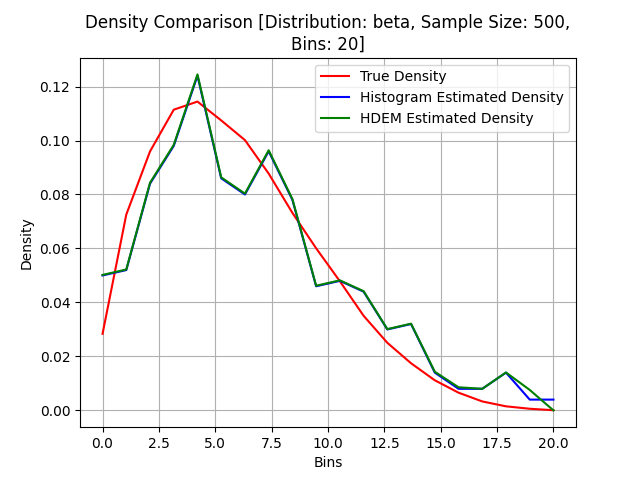 Density Comparison [Distribution: beta, Sample Size: 500,
Bins: 20]
True Density
Histogram Estimated Density
HDEM Estimated Density
Density
0.12
0.10
0.08
0.06
0.04
0.02
0.00
0.0 2.5 5.0 7.5 10.0 12.5 15.0 17.5 20.0
Bins